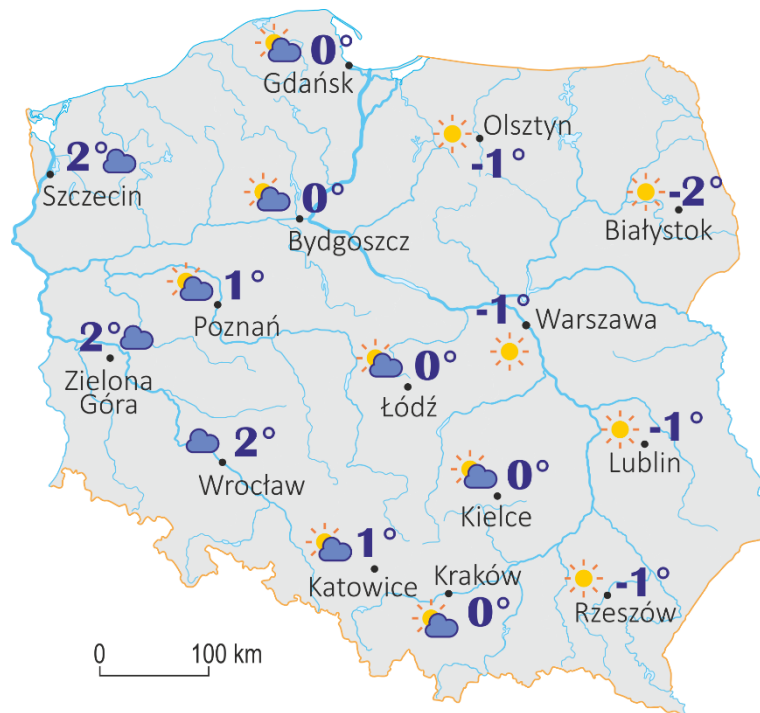 0°
Gdańsk
Olsztyn
-1°
2°
Szczecin
0°
Bydgoszcz
-2°
Białystok
1°
Poznań
-1°
Warszawa
2°
Zielona
Góra
0°
Łódź
2°
Wrocław
-1°
Lublin
0°
Kielce
1°
Katowice
Kraków
0°
-1°
Rzeszów
0 100 km